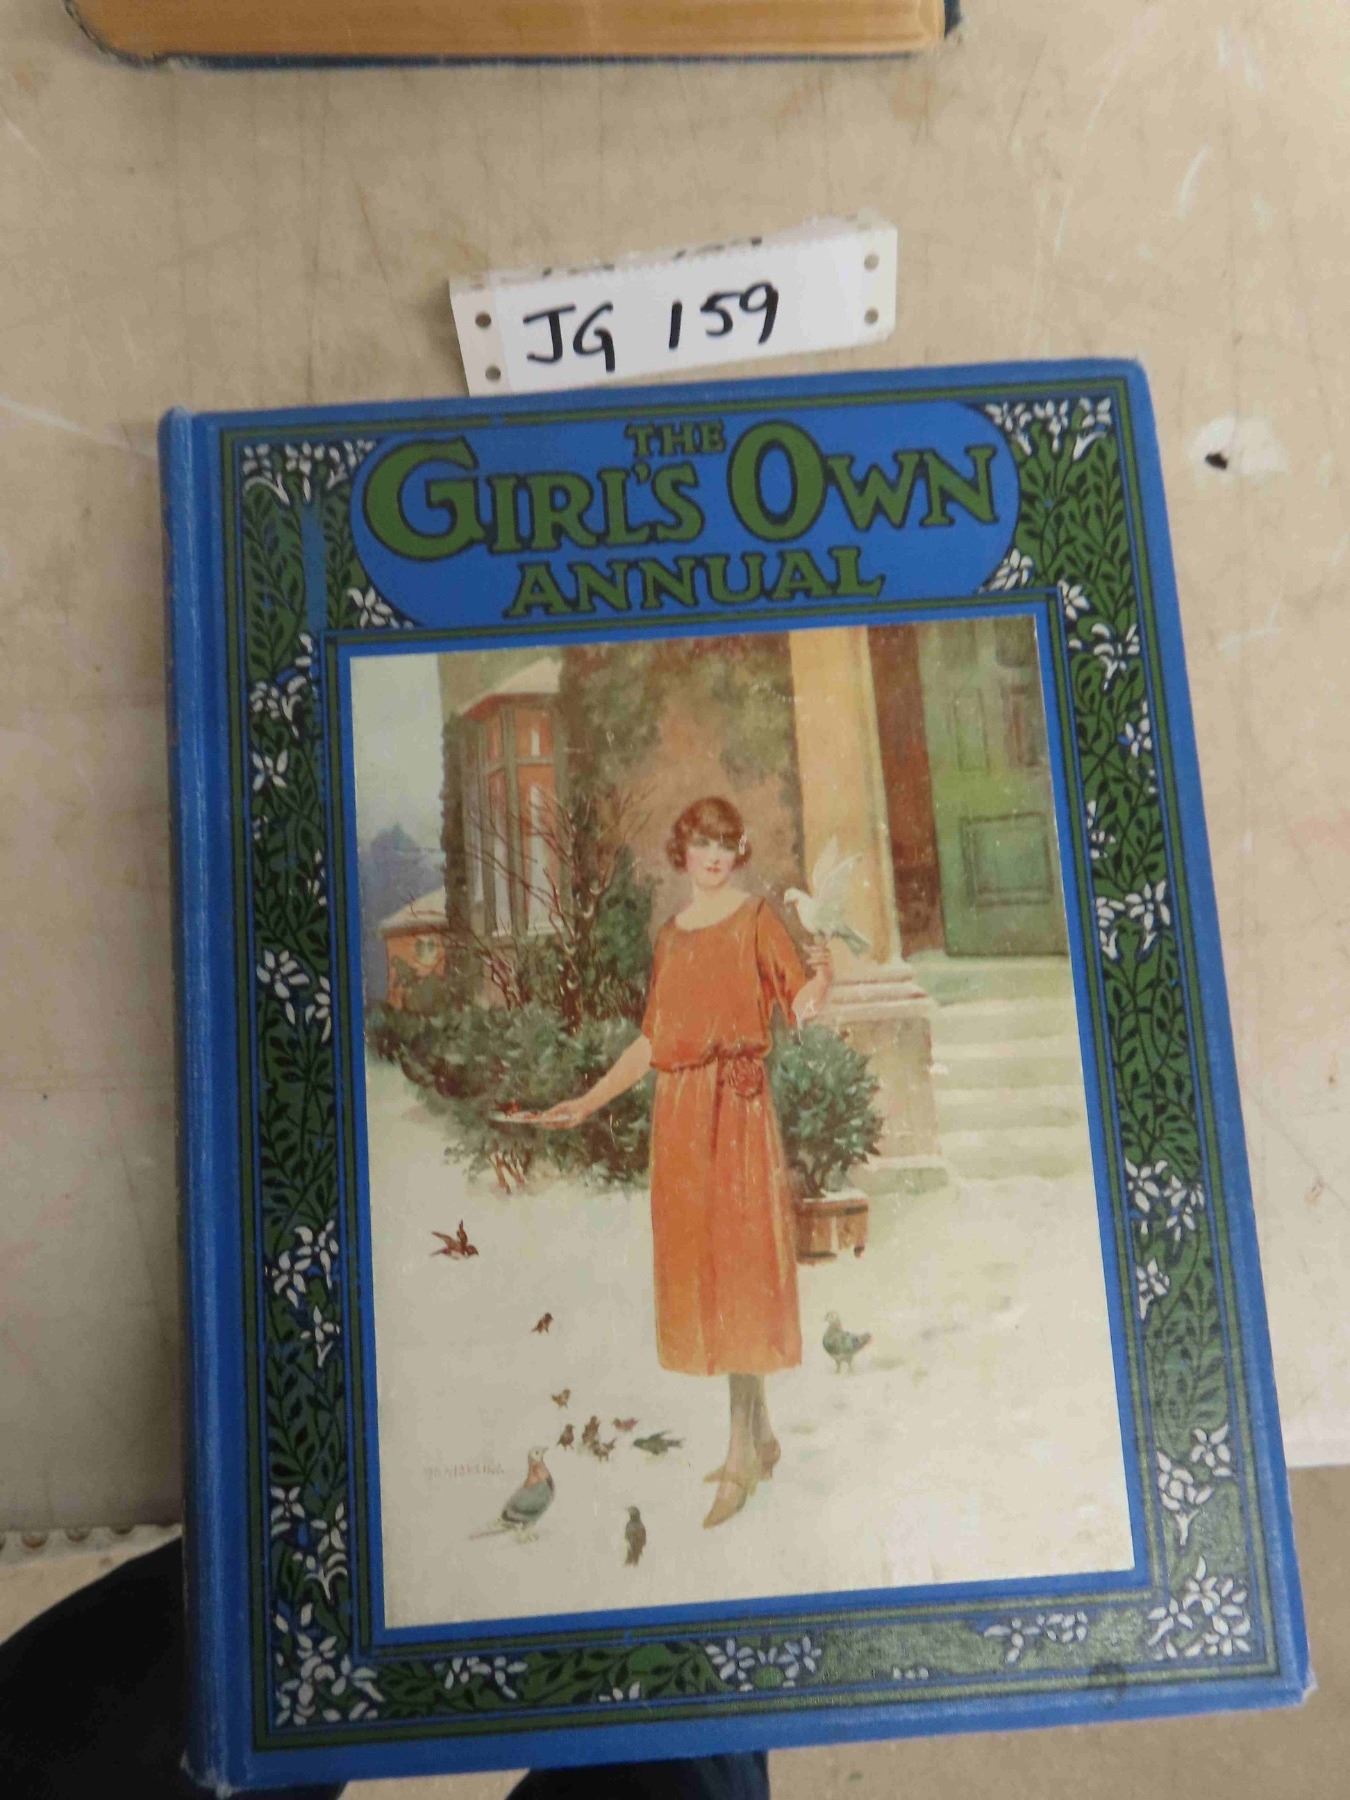 JG 159
THE
GIRL'S OWN
ANNUAL